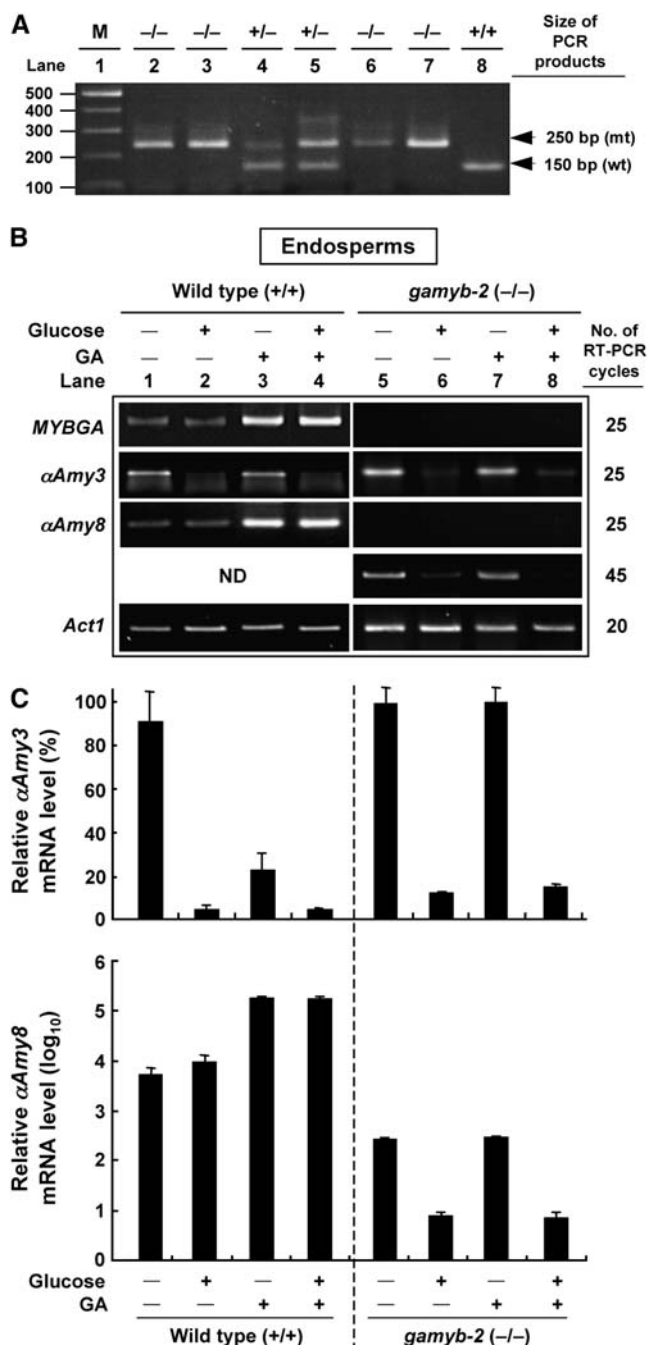 A
M –/– –/– +/– +/– –/– –/– +/+ Size of PCR products
Lane 1 2 3 4 5 6 7 8
500
400
300
200
100
250 bp (mt)
150 bp (wt)
B
Endosperms
Wild type (+/+) gamyb-2 (–/–)
Glucose — + — + — + — + No. of
GA — — + + — — + + RT-PCR
Lane 1 2 3 4 5 6 7 8 cycles
MYBGA 25
αAmy3 25
αAmy8 25
ND 45
Act1 20
C
Relative αAmy3
mRNA level (%)
100
80
60
40
20
0
Relative αAmy8
mRNA level (log10)
6
5
4
3
2
1
0
Glucose — + — + — + — +
GA — — + + — — + +
Wild type (+/+) gamyb-2 (–/–)